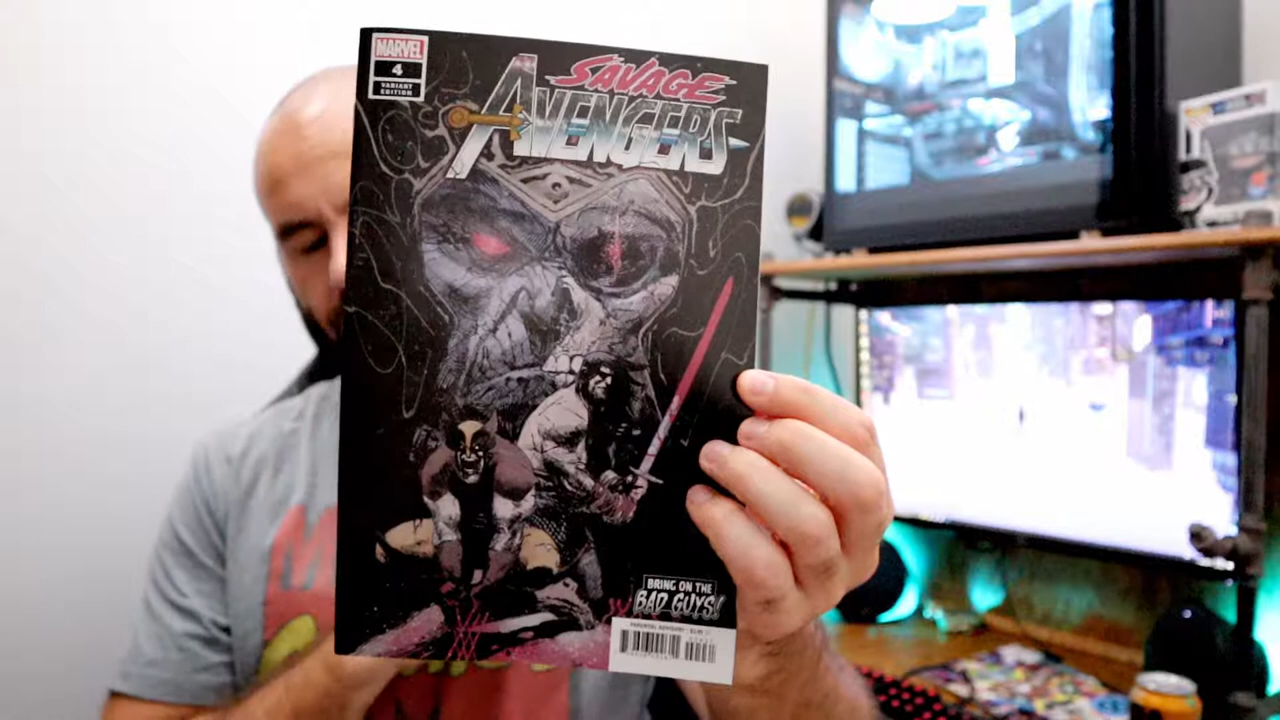 MARVEL
4
VARIANT
EDITION
SAVAGE
AVENGERS
BRING ON THE
BAD GUYS!